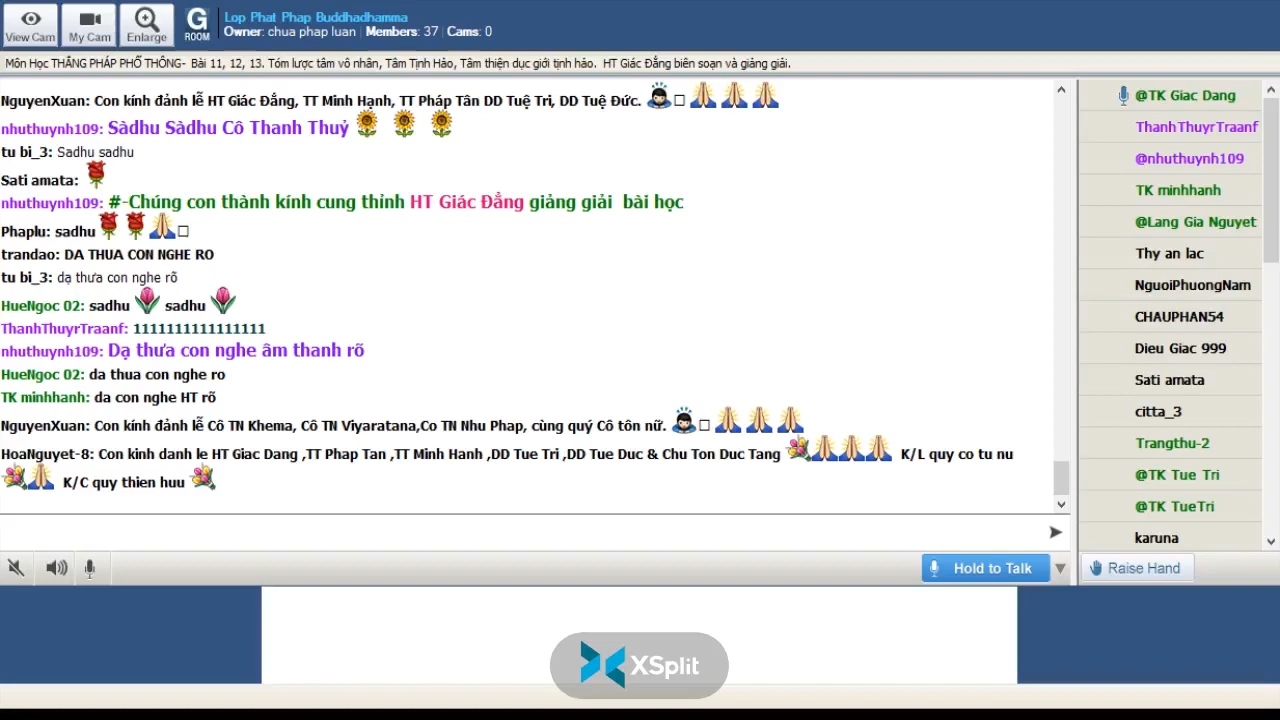 View Cam
My Cam
Enlarge
G
ROOM
Lop Phat Phap Buddhadhamma
Owner: chua phap luan | Members: 37 | Cams: 0
Môn Học THẮNG PHÁP PHỔ THÔNG- Bài 11, 12, 13. Tóm lược tâm vô nhân, Tâm Tịnh Hảo, Tâm thiện dục giới tịnh hảo. HT Giác Đẳng biên soạn và giảng giải.
NguyenXuan: Con kính đảnh lễ HT Giác Đẳng, TT Minh Hạnh, TT Pháp Tân DD Tuệ Tri, DD Tuệ Đức.
nhuthuynh109: Sàdhu Sàdhu Cô Thanh Thuỷ
tu bi_3: Sadhu sadhu
Sati amata:
nhuthuynh109: #-Chúng con thành kính cung thỉnh HT Giác Đẳng giảng giải bài học
Phaplu: sadhu
trandao: DA THUA CON NGHE RO
tu bi_3: dạ thưa con nghe rõ
HueNgoc 02: sadhu sadhu
ThanhThuyrTraanf: 1111111111111111
nhuthuynh109: Dạ thưa con nghe âm thanh rõ
HueNgoc 02: da thua con nghe ro
TK minhhanh: da con nghe HT rõ
NguyenXuan: Con kính đảnh lễ Cô TN Khema, Cô TN Viyaratana,Co TN Nhu Phap, cùng quý Cô tôn nữ.
HoaNguyet-8: Con kinh danh le HT Giac Dang ,TT Phap Tan ,TT Minh Hanh ,DD Tue Tri ,DD Tue Duc & Chu Ton Duc Tang K/L quy co tu nu
K/C quy thien huu
@TK Giac Dang
ThanhThuyrTraanf
@nhuthuynh109
TK minhhanh
@Lang Gia Nguyet
Thy an lac
NguoiPhuongNam
CHAUPHAN54
Dieu Giac 999
Sati amata
citta_3
Trangthu-2
@TK Tue Tri
@TK TueTri
karuna
Hold to Talk
Raise Hand
XSplit